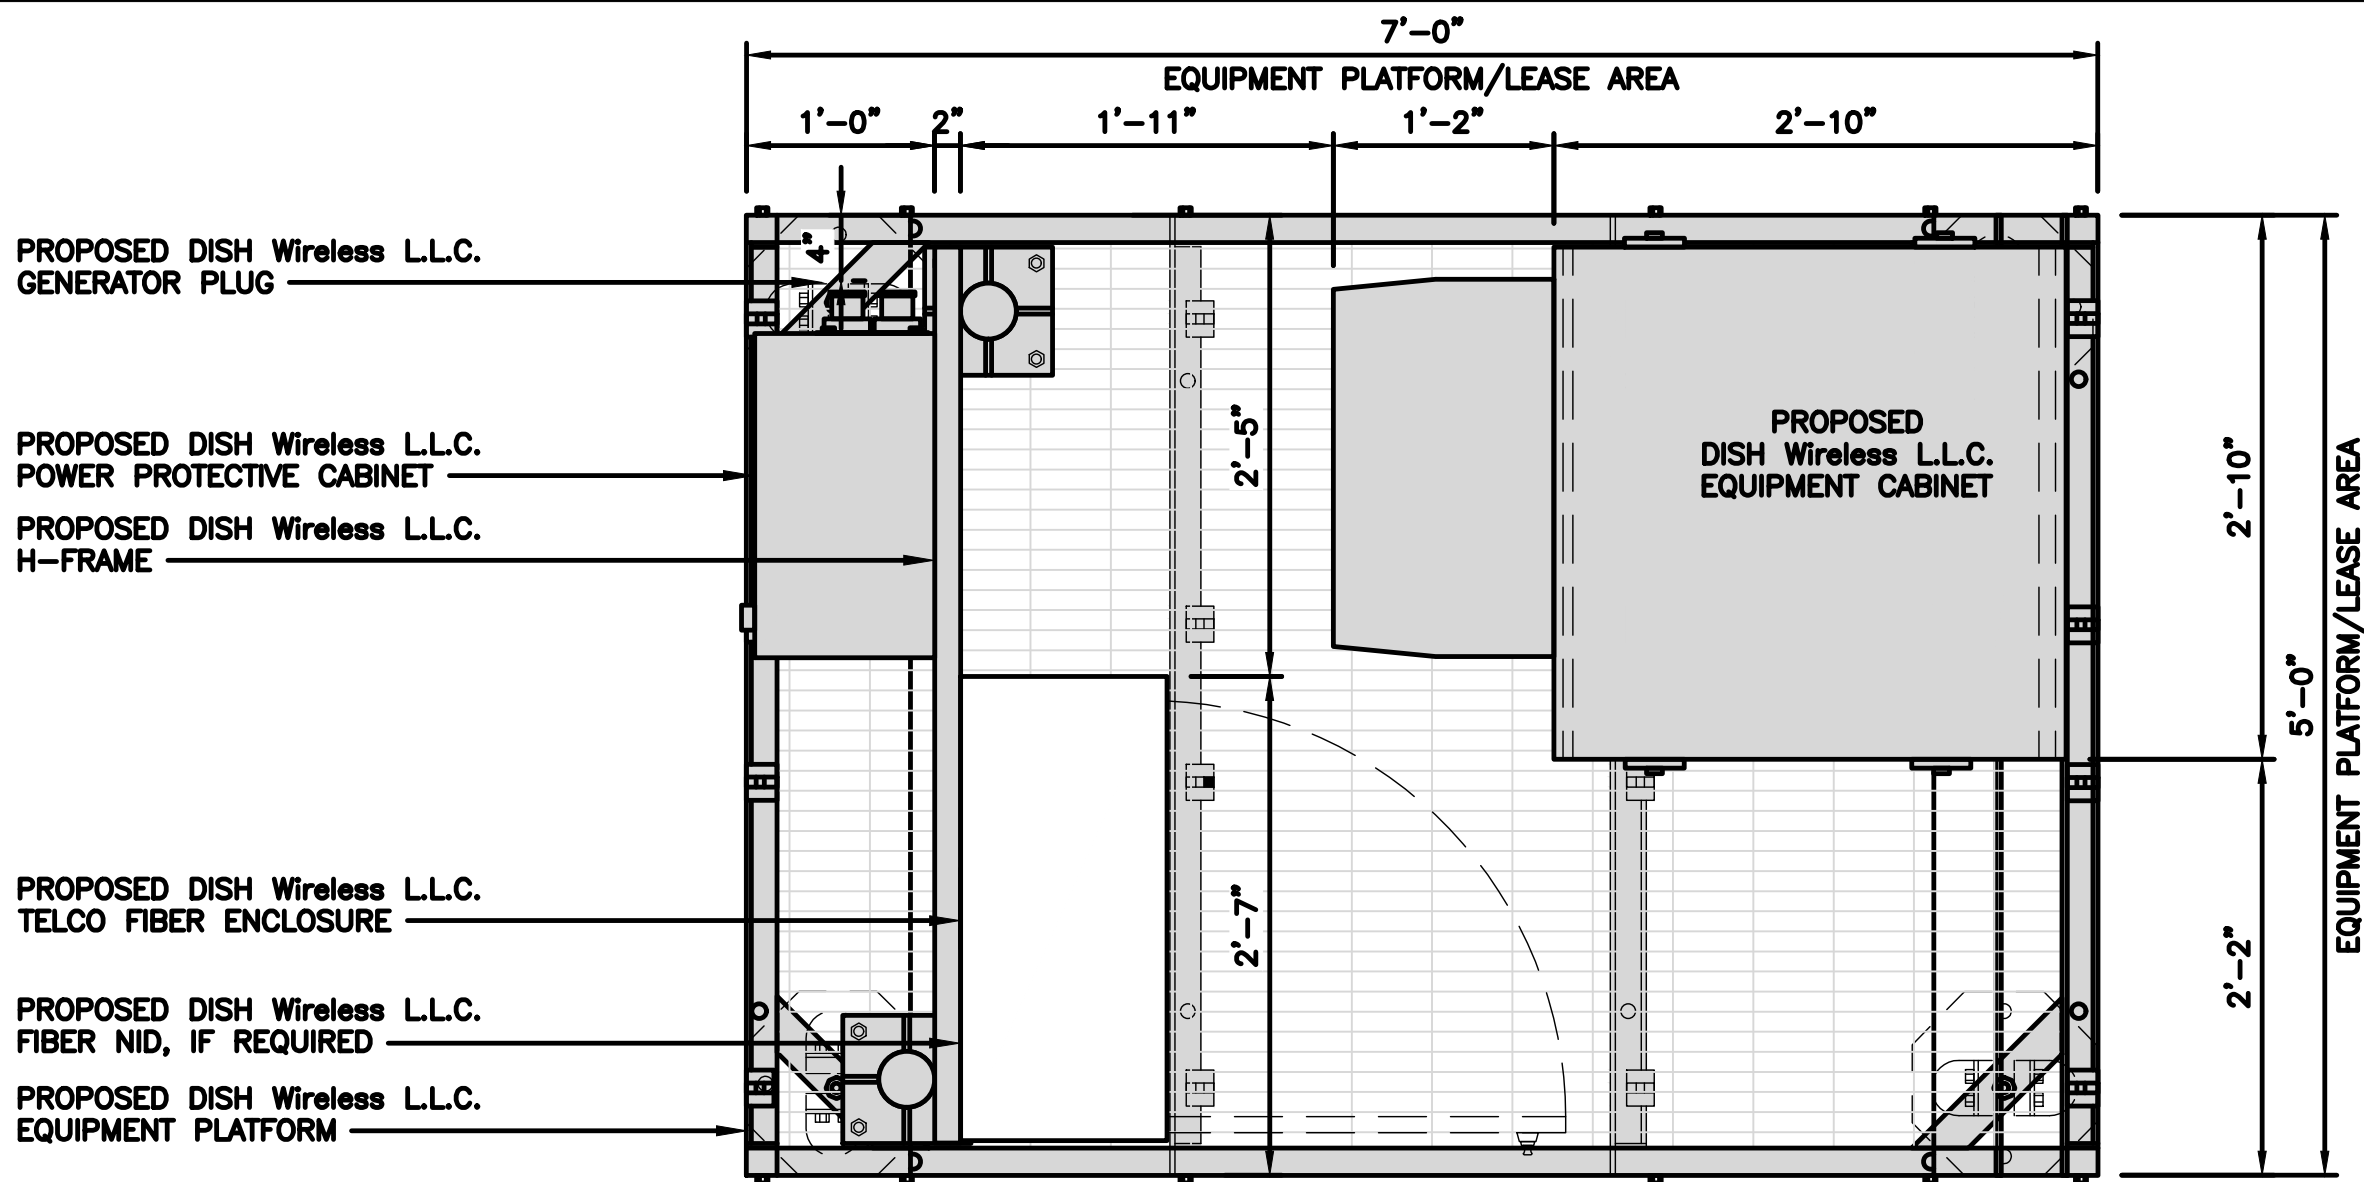 7'-0"
EQUIPMENT PLATFORM/LEASE AREA
1'-0" 2" 1'-11" 1'-2" 2'-10"
4"
PROPOSED DISH Wireless L.L.C.
GENERATOR PLUG
PROPOSED DISH Wireless L.L.C.
POWER PROTECTIVE CABINET
PROPOSED DISH Wireless L.L.C.
H-FRAME
PROPOSED DISH Wireless L.L.C.
TELCO FIBER ENCLOSURE
PROPOSED DISH Wireless L.L.C.
FIBER NID, IF REQUIRED
PROPOSED DISH Wireless L.L.C.
EQUIPMENT PLATFORM
2'-5"
2'-7"
PROPOSED
DISH Wireless L.L.C.
EQUIPMENT CABINET
2'-10"
2'-2"
5'-0"
EQUIPMENT PLATFORM/LEASE AREA